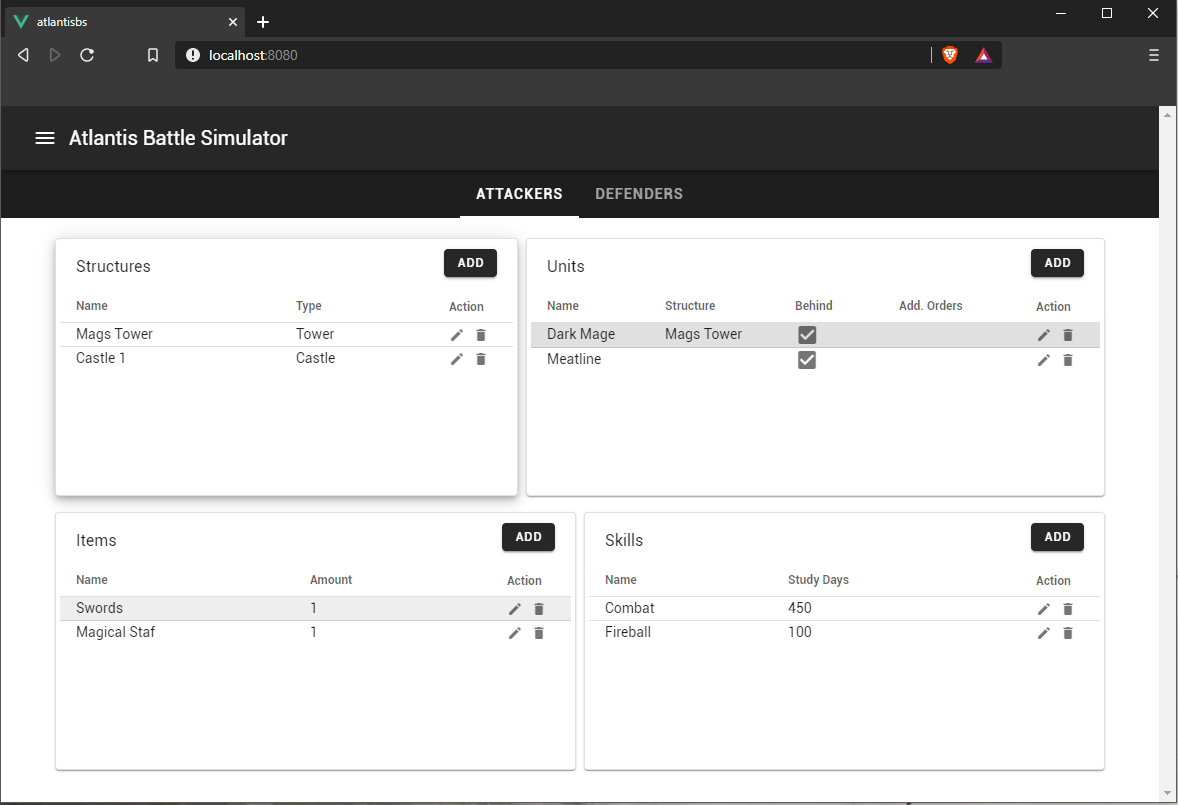 atlantisbs
localhost:8080
Atlantis Battle Simulator
ATTACKERS DEFENDERS
Structures ADD
Name Type Action
Mags Tower Tower
Castle 1 Castle
Units ADD
Name Structure Behind Add. Orders Action
Dark Mage Mags Tower
Meatline
Items ADD
Name Amount Action
Swords 1
Magical Staf 1
Skills ADD
Name Study Days Action
Combat 450
Fireball 100